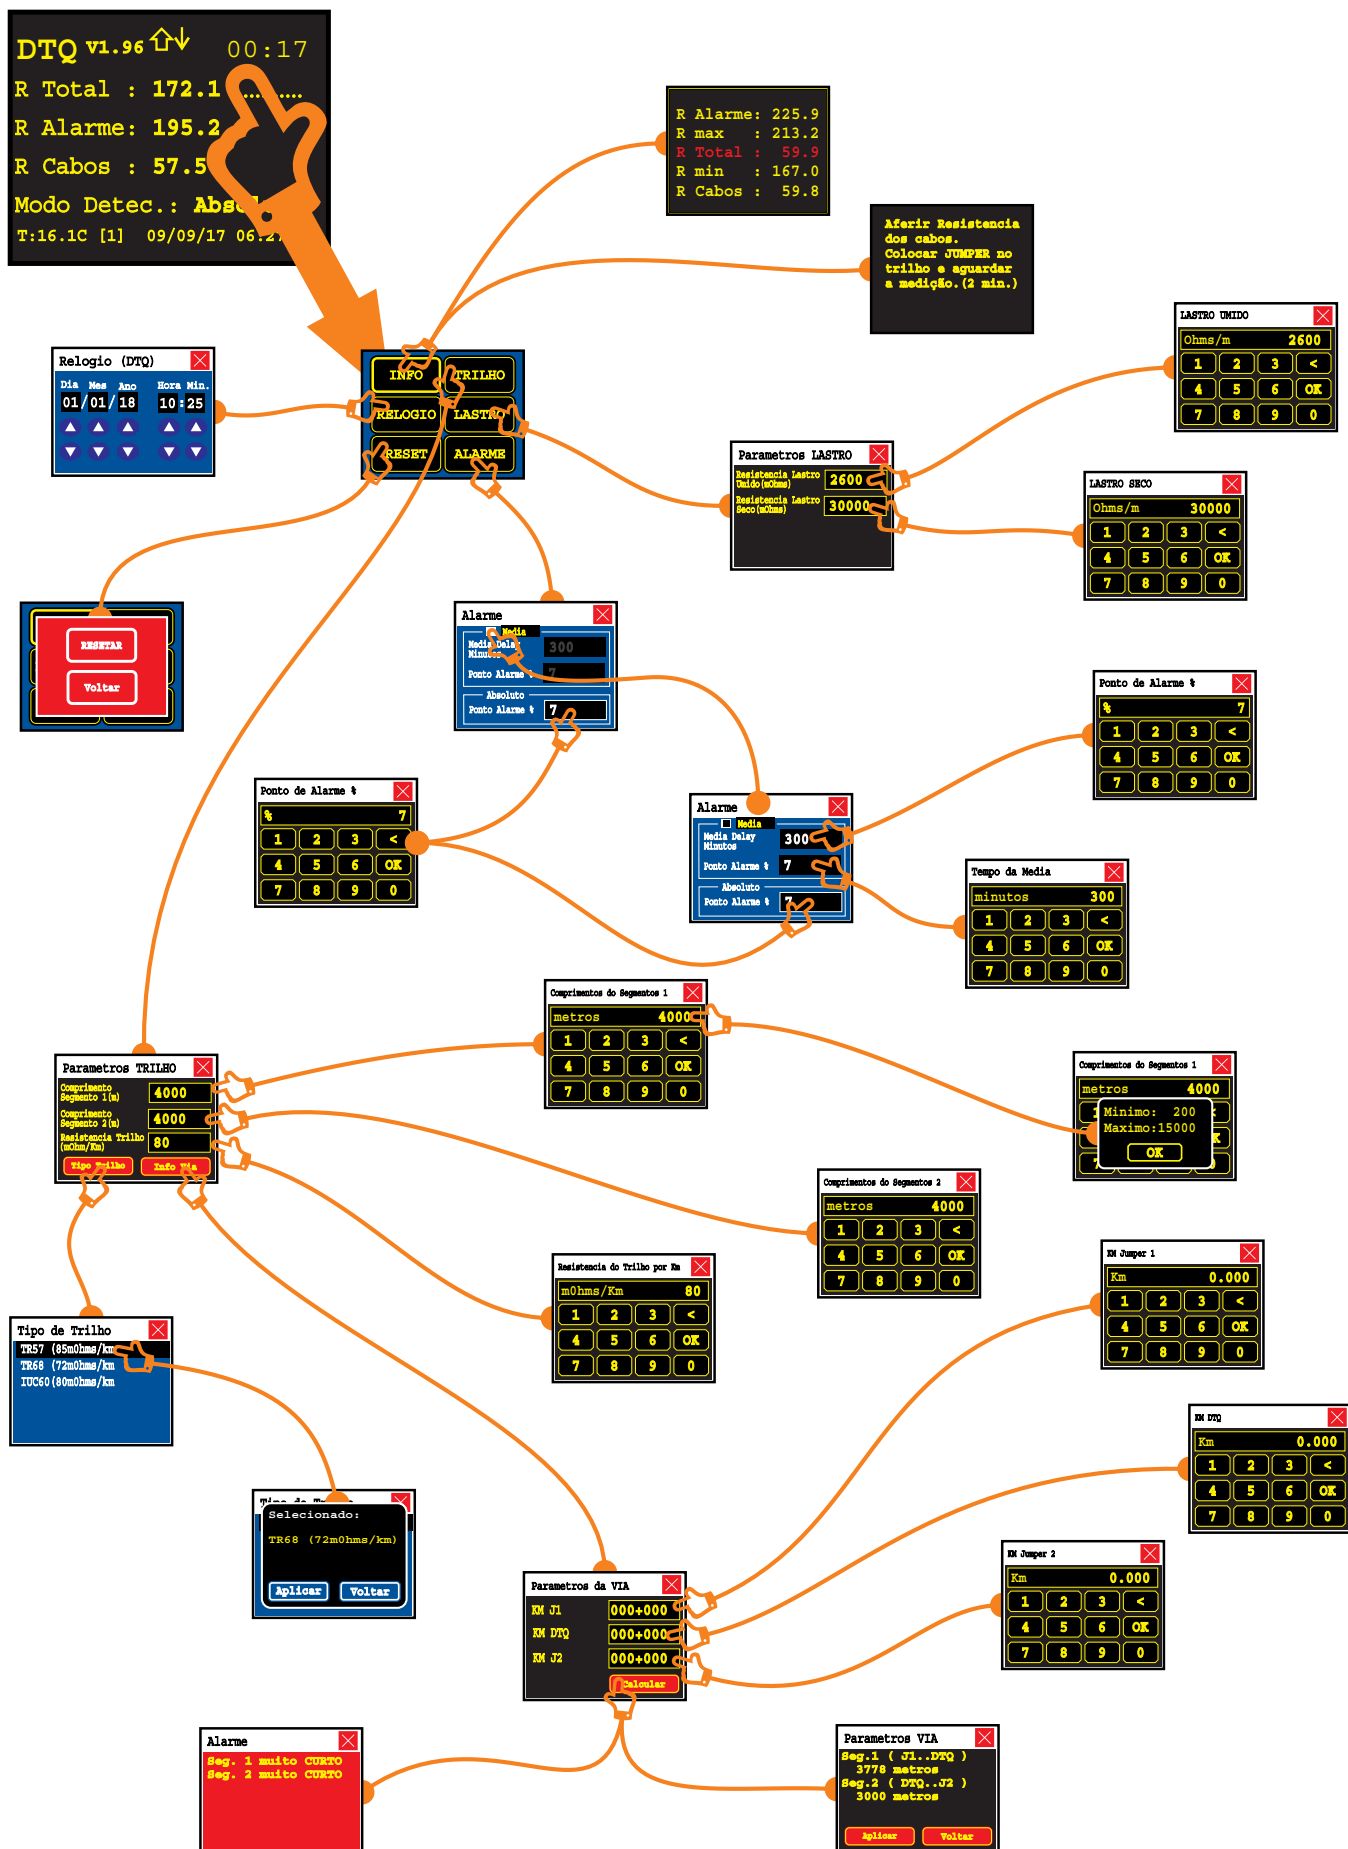 DTQ V1.96 00:17
R Total : 172.1
R Alarme: 195.2
R Cabos : 57.5
Modo Detec.:
T:16.1C [1] 09/09/17
R Alarme: 225.9
R max : 213.2
R Total : 59.9
R min : 167.0
R Cabos : 59.8
Aferir Resistencia
dos cabos.
Colocar JUMPER no
trilho e aguardar
a medição.(2 min.)
INFO TRILHO
RELOGIO LASTRO
RESET ALARME
Relogio (DTQ)
Dia Mes Ano Hora Min.
01/01/18 10:25
LASTRO UMIDO
Ohms/m 2600
1 2 3 <
4 5 6 OK
7 8 9 0
Parametros LASTRO
Resistencia Lastro
Umido(mOhms) 2600
Resistencia Lastro
Seco(mOhms) 30000
LASTRO SECO
Ohms/m 30000
1 2 3 <
4 5 6 OK
7 8 9 0
RESETAR
Voltar
Alarme
Media
Media Delay
Minutos 300
Ponto Alarme % 7
Absoluto
Ponto Alarme % 7
Ponto de Alarme %
% 7
1 2 3 <
4 5 6 OK
7 8 9 0
Ponto de Alarme %
% 7
1 2 3 <
4 5 6 OK
7 8 9 0
Alarme
Media
Media Delay
Minutos 300
Ponto Alarme % 7
Absoluto
Ponto Alarme % 7
Tempo da Media
minutos 300
1 2 3 <
4 5 6 OK
7 8 9 0
Comprimentos do Segmentos 1
metros 4000
1 2 3 <
4 5 6 OK
7 8 9 0
Parametros TRILHO
Comprimento
Segmento 1(m) 4000
Comprimento
Segmento 2(m) 4000
Resistencia Trilho
(mOhm/Km) 80
Tipo Trilho Info Via
Comprimentos do Segmentos 1
metros 4000
Minimo: 200
Maximo:15000
OK
Comprimentos do Segmentos 2
metros 4000
1 2 3 <
4 5 6 OK
7 8 9 0
Resistencia do Trilho por Km
mOhms/Km 80
1 2 3 <
4 5 6 OK
7 8 9 0
KM Jumper 1
Km 0.000
1 2 3 <
4 5 6 OK
7 8 9 0
Tipo de Trilho
TR57 (85mOhms/km
TR68 (72mOhms/km
IUC60(80mOhms/km
KM DTQ
Km 0.000
1 2 3 <
4 5 6 OK
7 8 9 0
Selecionado:
TR68 (72mOhms/km)
Aplicar Voltar
KM Jumper 2
Km 0.000
1 2 3 <
4 5 6 OK
7 8 9 0
Parametros da VIA
KM J1 000+000
KM DTQ 000+000
KM J2 000+000
Calcular
Alarme
Seg. 1 muito CURTO
Seg. 2 muito CURTO
Parametros VIA
Seg.1 ( J1..DTQ )
3778 metros
Seg.2 ( DTQ..J2 )
3000 metros
Aplicar Voltar